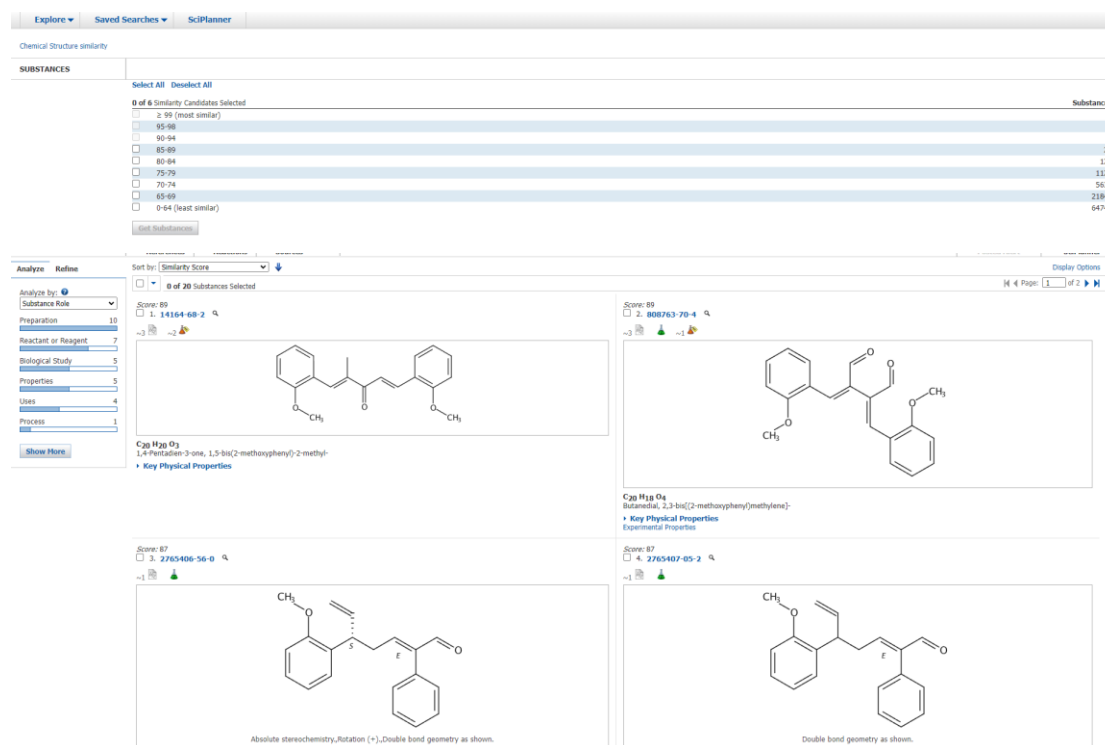 Explore Saved Searches SciPlanner
Chemical Structure similarity
SUBSTANCES
Select All Deselect All
0 of 6 Similarity Candidates Selected Substanc
≥ 99 (most similar)
95-98
90-94
85-89
80-84
75-79 112
70-74
65-69
0-64 (least similar)
Get Substances
Analyze Refine
Sort by: Similarity Score Display Options
0 of 20 Substances Selected Page: 1 of 2
Analyze by:
Substance Role
Preparation 10
Reactant or Reagent 7
Biological Study 5
Properties 5
Uses 4
Process 1
Show More
Score: 89
1. 14164-68-2
~3 ~2
O
O
CH3
O
CH3
C20 H20 O3
1,4-Pentadien-3-one, 1,5-bis(2-methoxyphenyl)-2-methyl-
Key Physical Properties
Score: 89
2. 808763-70-4
~3 ~1
O
O
CH3
O
O
CH3
C20 H18 O4
Butanedial, 2,3-bis[(2-methoxyphenyl)methylene]-
Key Physical Properties
Experimental Properties
Score: 87
3. 2765406-56-0
~1
CH3
O
S
E
O
Absolute stereochemistry.,Rotation (+).,Double bond geometry as shown.
Score: 87
4. 2765407-05-2
~1
CH3
O
E
O
Double bond geometry as shown.